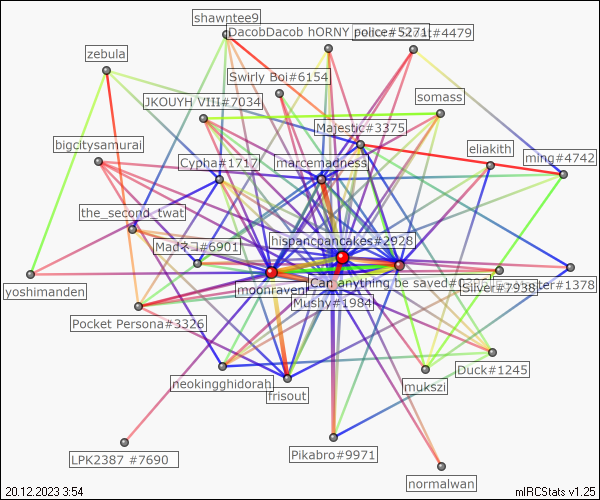 shawntee9
DacobDacob hORNY
police#5271
#4479
zebula
Swirly Boi#6154
JKOUYH VIII#7034
somass
Majestic#3375
bigcitysamurai
eliakith
Cypha#1717
marcemadness
ming#4742
the_second_twat
hispancpancakes#2928
Madネコ#6901
moonraven
Can anything be saved#
#1378
Silver#7938
yoshimanden
Mushy#1984
Pocket Persona#3326
Duck#1245
neokingghidorah
mukszi
frisout
Pikabro#9971
LPK2387 #7690
normalwan
20.12.2023 3:54
mIRCStats v1.25